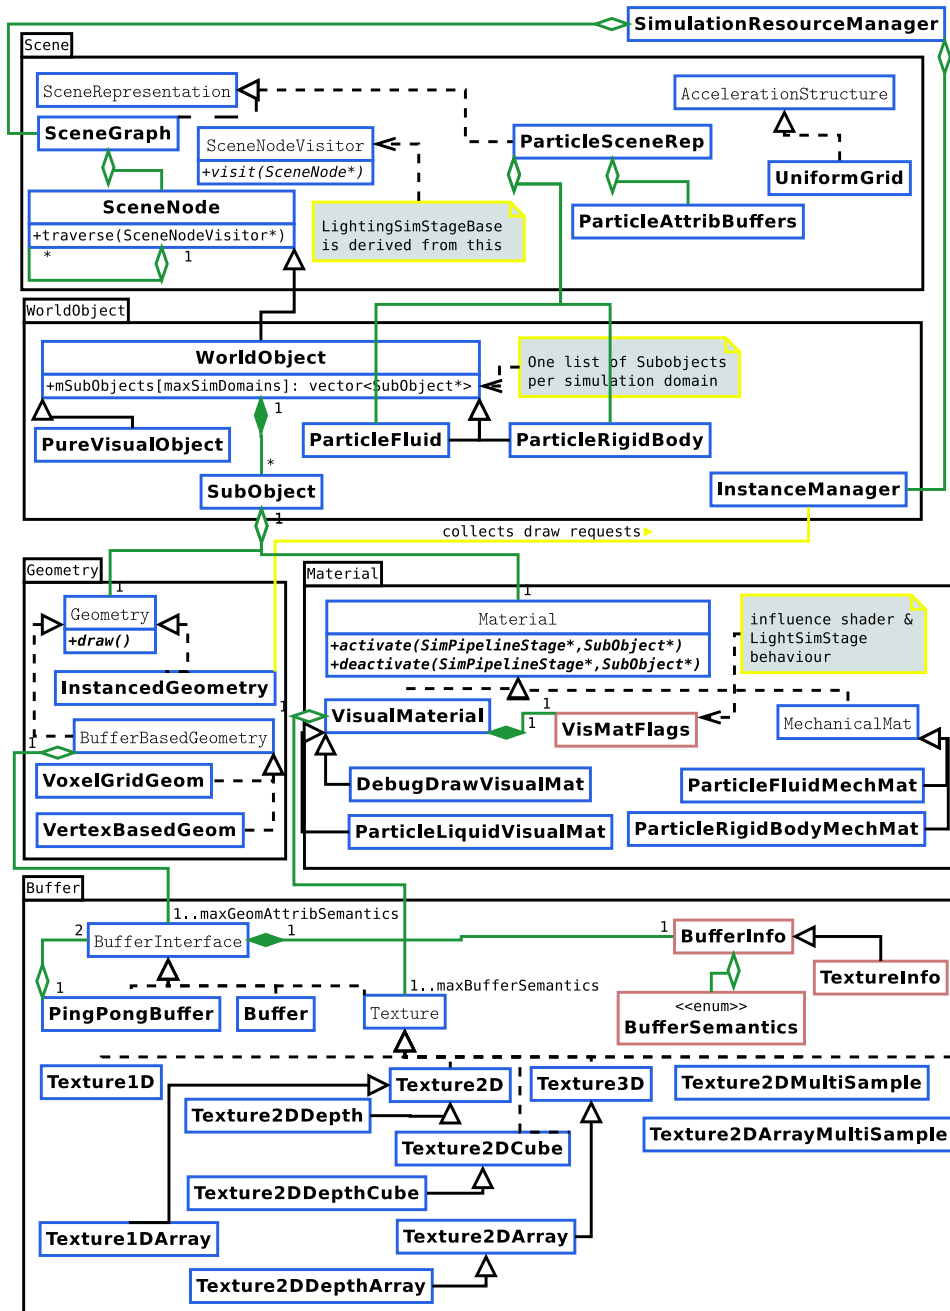 SimulationResourceManager
Scene
SceneRepresentation
AccelerationStructure
SceneGraph
SceneNodeVisitor
+visit(SceneNode*)
ParticleSceneRep
UniformGrid
SceneNode
+traverse(SceneNodeVisitor*)
*
1
LightingSimStageBase
is derived from this
ParticleAttribBuffers
WorldObject
WorldObject
+mSubObjects[maxSimDomains]: vector<SubObject*>
One list of Subobjects
per simulation domain
1
PureVisualObject
ParticleFluid
ParticleRigidBody
*
SubObject
InstanceManager
1
collects draw requests
Geometry
1
Geometry
+draw()
InstancedGeometry
1
BufferBasedGeometry
VoxelGridGeom
VertexBasedGeom
Material
1
Material
+activate(SimPipelineStage*,SubObject*)
+deactivate(SimPipelineStage*,SubObject*)
influence shader &
LightSimStage
behaviour
1
VisualMaterial
1
1
VisMatFlags
MechanicalMat
DebugDrawVisualMat
ParticleFluidMechMat
ParticleLiquidVisualMat
ParticleRigidBodyMechMat
Buffer
1..maxGeomAttribSemantics
2
BufferInterface
1
1
BufferInfo
TextureInfo
1
PingPongBuffer
Buffer
1..maxBufferSemantics
Texture
<<enum>>
BufferSemantics
Texture1D
Texture2D
Texture3D
Texture2DMultiSample
Texture2DDepth
Texture2DCube
Texture2DArrayMultiSample
Texture2DDepthCube
Texture1DArray
Texture2DArray
Texture2DDepthArray